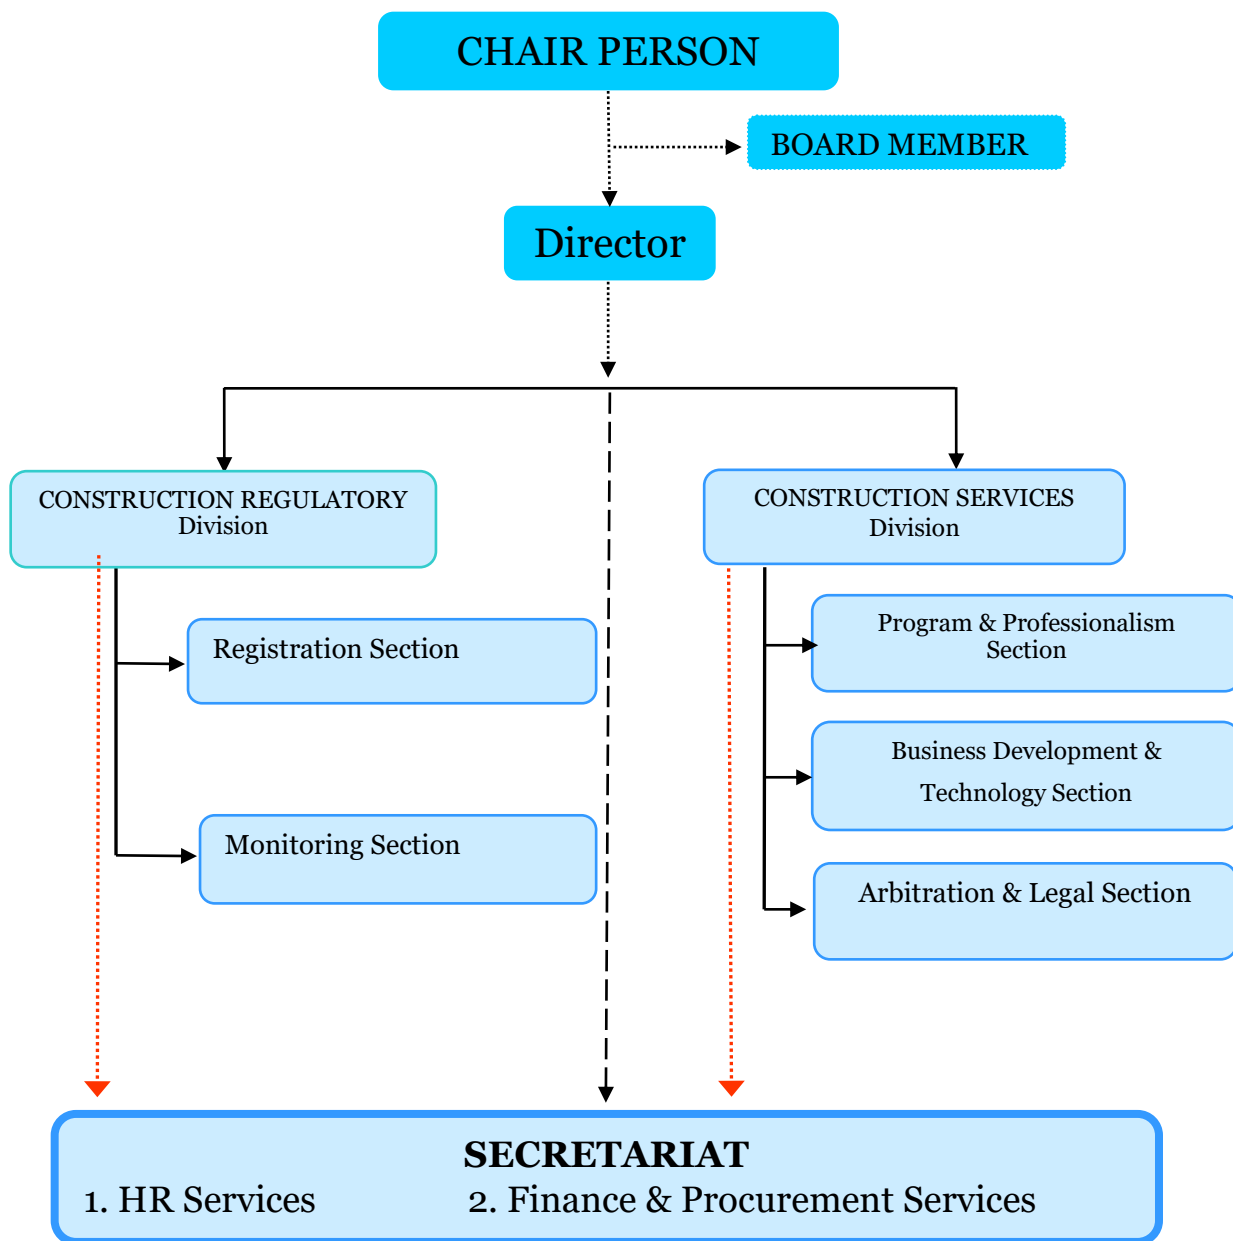 CHAIR PERSON
BOARD MEMBER
Director
CONSTRUCTION REGULATORY
Division
Registration Section
Monitoring Section
CONSTRUCTION SERVICES
Division
Program & Professionalism
Section
Business Development &
Technology Section
Arbitration & Legal Section
SECRETARIAT
1. HR Services 2. Finance & Procurement Services